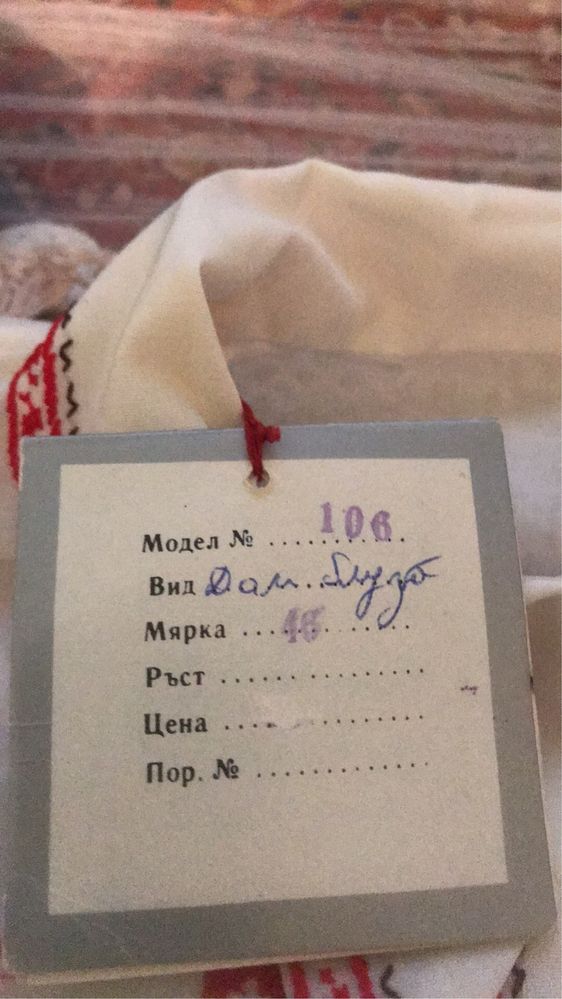 Модел № .......... 106
Вид Дам. блуза
Мярка .......... 46
Ръст ..............
Цена ..............
Пор. № ............